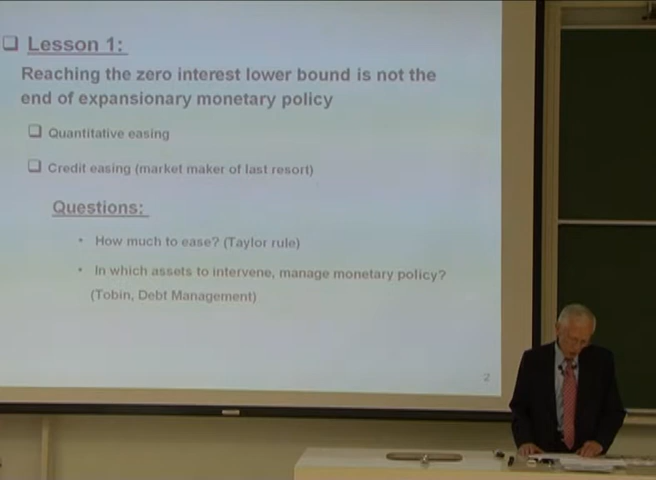 Lesson 1:
Reaching the zero interest lower bound is not the
end of expansionary monetary policy
Quantitative easing
Credit easing (market maker of last resort)
Questions:
• How much to ease? (Taylor rule)
• In which assets to intervene, manage monetary policy?
(Tobin, Debt Management)
2